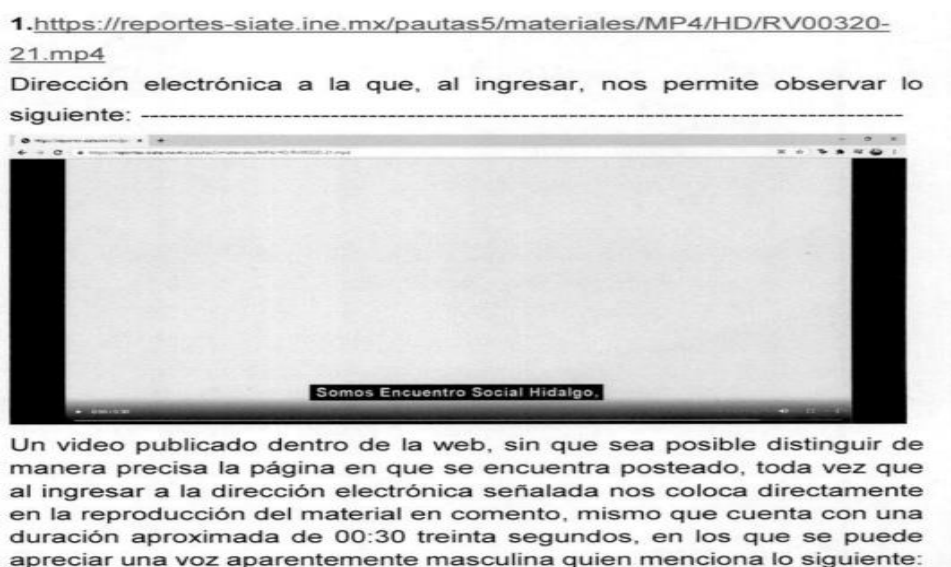 1.https://reportes-siate.ine.mx/pautas5/materiales/MP4/HD/RV00320-
21.mp4
Dirección electrónica a la que, al ingresar, nos permite observar lo
siguiente: --------------------------------------------------------------------------------
Somos Encuentro Social Hidalgo,
0:00 / 0:30
Un video publicado dentro de la web, sin que sea posible distinguir de
manera precisa la página en que se encuentra posteado, toda vez que
al ingresar a la dirección electrónica señalada nos coloca directamente
en la reproducción del material en comento, mismo que cuenta con una
duración aproximada de 00:30 treinta segundos, en los que se puede
apreciar una voz aparentemente masculina quien menciona lo siguiente: